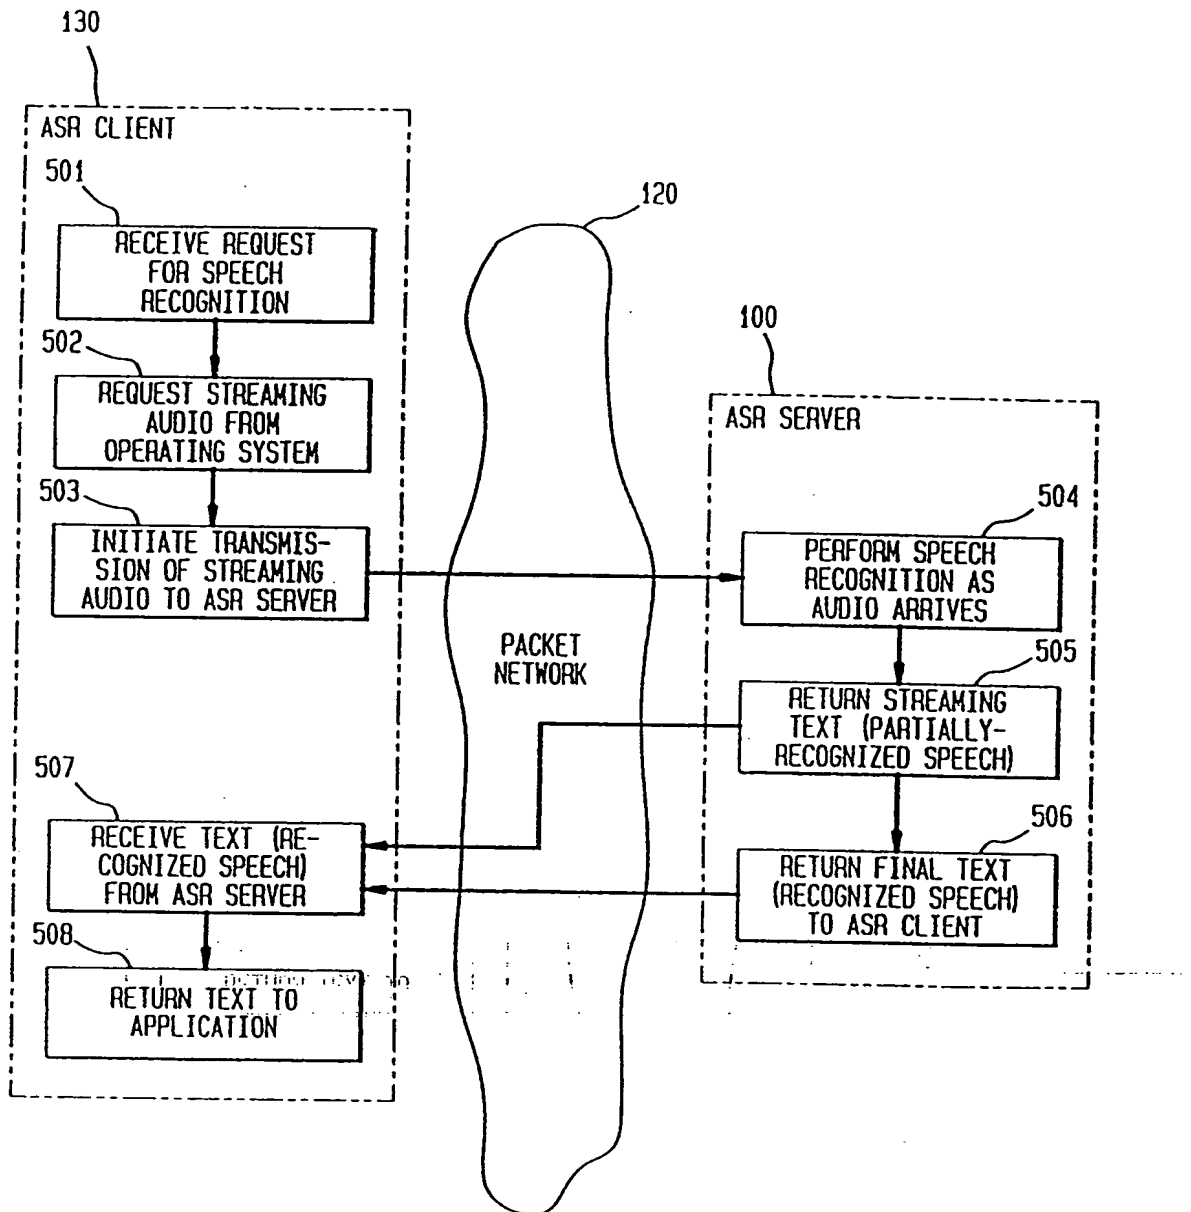 130
ASR CLIENT
501
RECEIVE REQUEST
FOR SPEECH
RECOGNITION
502
REQUEST STREAMING
AUDIO FROM
OPERATING SYSTEM
503
INITIATE TRANSMIS-
SION OF STREAMING
AUDIO TO ASR SERVER
507
RECEIVE TEXT (RE-
COGNIZED SPEECH)
FROM ASR SERVER
508
RETURN TEXT TO
APPLICATION
120
PACKET
NETWORK
100
ASR SERVER
504
PERFORM SPEECH
RECOGNITION AS
AUDIO ARRIVES
505
RETURN STREAMING
TEXT (PARTIALLY-
RECOGNIZED SPEECH)
506
RETURN FINAL TEXT
(RECOGNIZED SPEECH)
TO ASR CLIENT